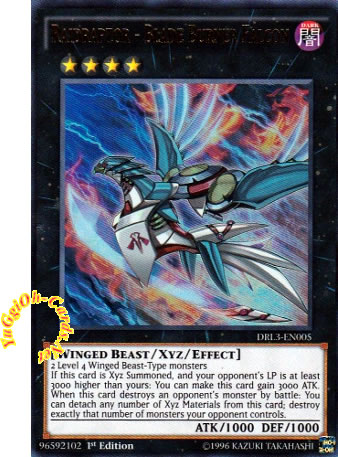 Raidraptor - Blade Burner Falcon
DARK
闇
DRL3-EN005
[WINGED BEAST/XYZ/EFFECT]
2 Level 4 Winged Beast-Type monsters
If this card is Xyz Summoned, and your opponent's LP is at least
3000 higher than yours: You can make this card gain 3000 ATK.
When this card destroys an opponent's monster by battle: You
can detach any number of Xyz Materials from this card; destroy
exactly that number of monsters your opponent controls.
ATK/1000 DEF/1000
96592102 1st Edition ©1996 KAZUKI TAKAHASHI